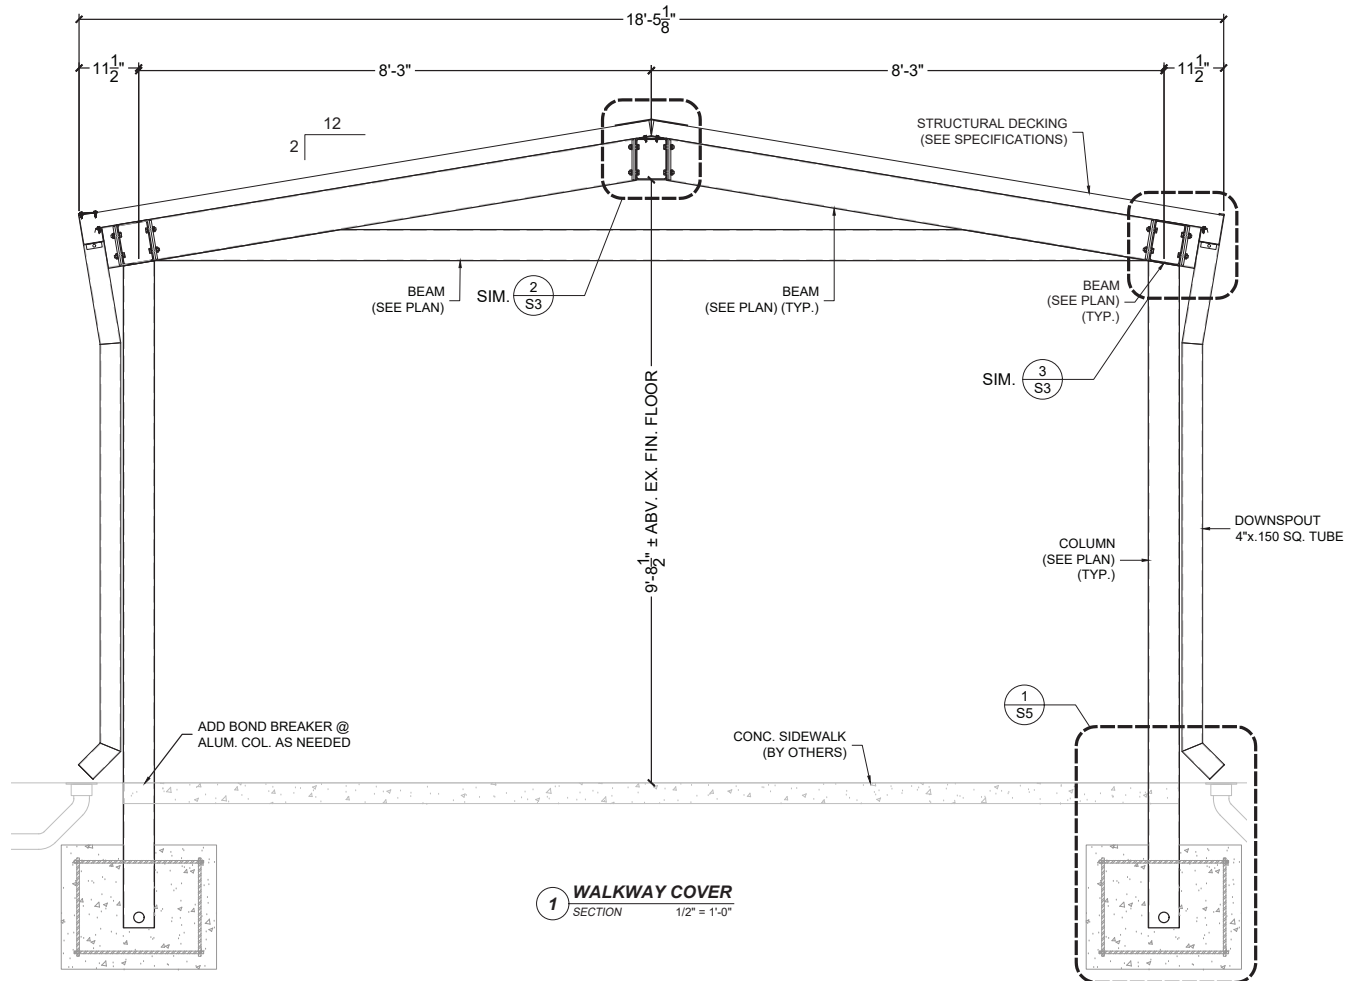 18'-5 1/8"
11 1/2"
8'-3"
8'-3"
11 1/2"
12
2
STRUCTURAL DECKING
(SEE SPECIFICATIONS)
BEAM
(SEE PLAN)
SIM.
2
S3
BEAM
(SEE PLAN) (TYP.)
BEAM
(SEE PLAN)
(TYP.)
SIM.
3
S3
9'-8 1/2" ± ABV. EX. FIN. FLOOR
DOWNSPOUT
4"x.150 SQ. TUBE
COLUMN
(SEE PLAN)
(TYP.)
1
S5
ADD BOND BREAKER @
ALUM. COL. AS NEEDED
CONC. SIDEWALK
(BY OTHERS)
1
WALKWAY COVER
SECTION 1/2" = 1'-0"